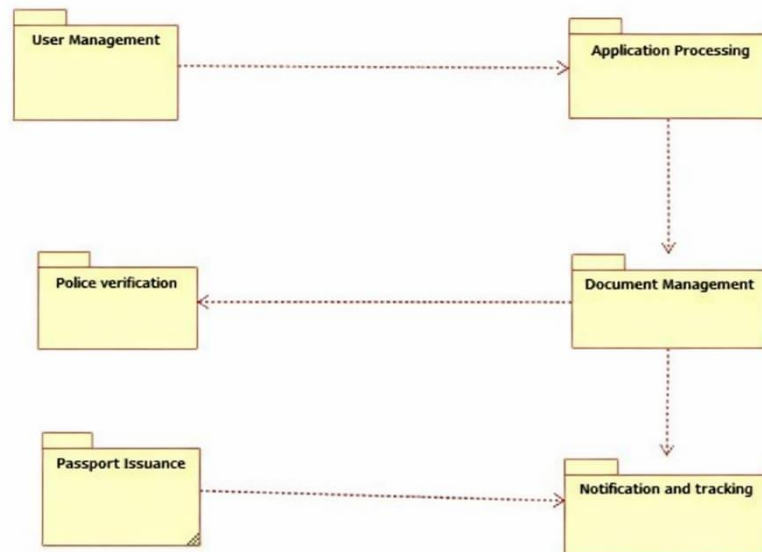 User Management
Application Processing
Police verification
Document Management
Passport Issuance
Notification and tracking